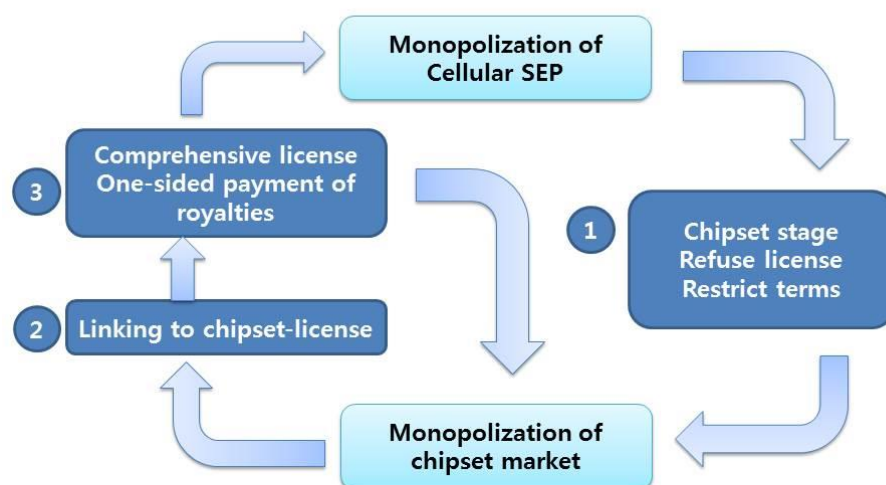 Monopolization of
Cellular SEP
3
Comprehensive license
One-sided payment of
royalties
1
Chipset stage
Refuse license
Restrict terms
2
Linking to chipset-license
Monopolization of
chipset market